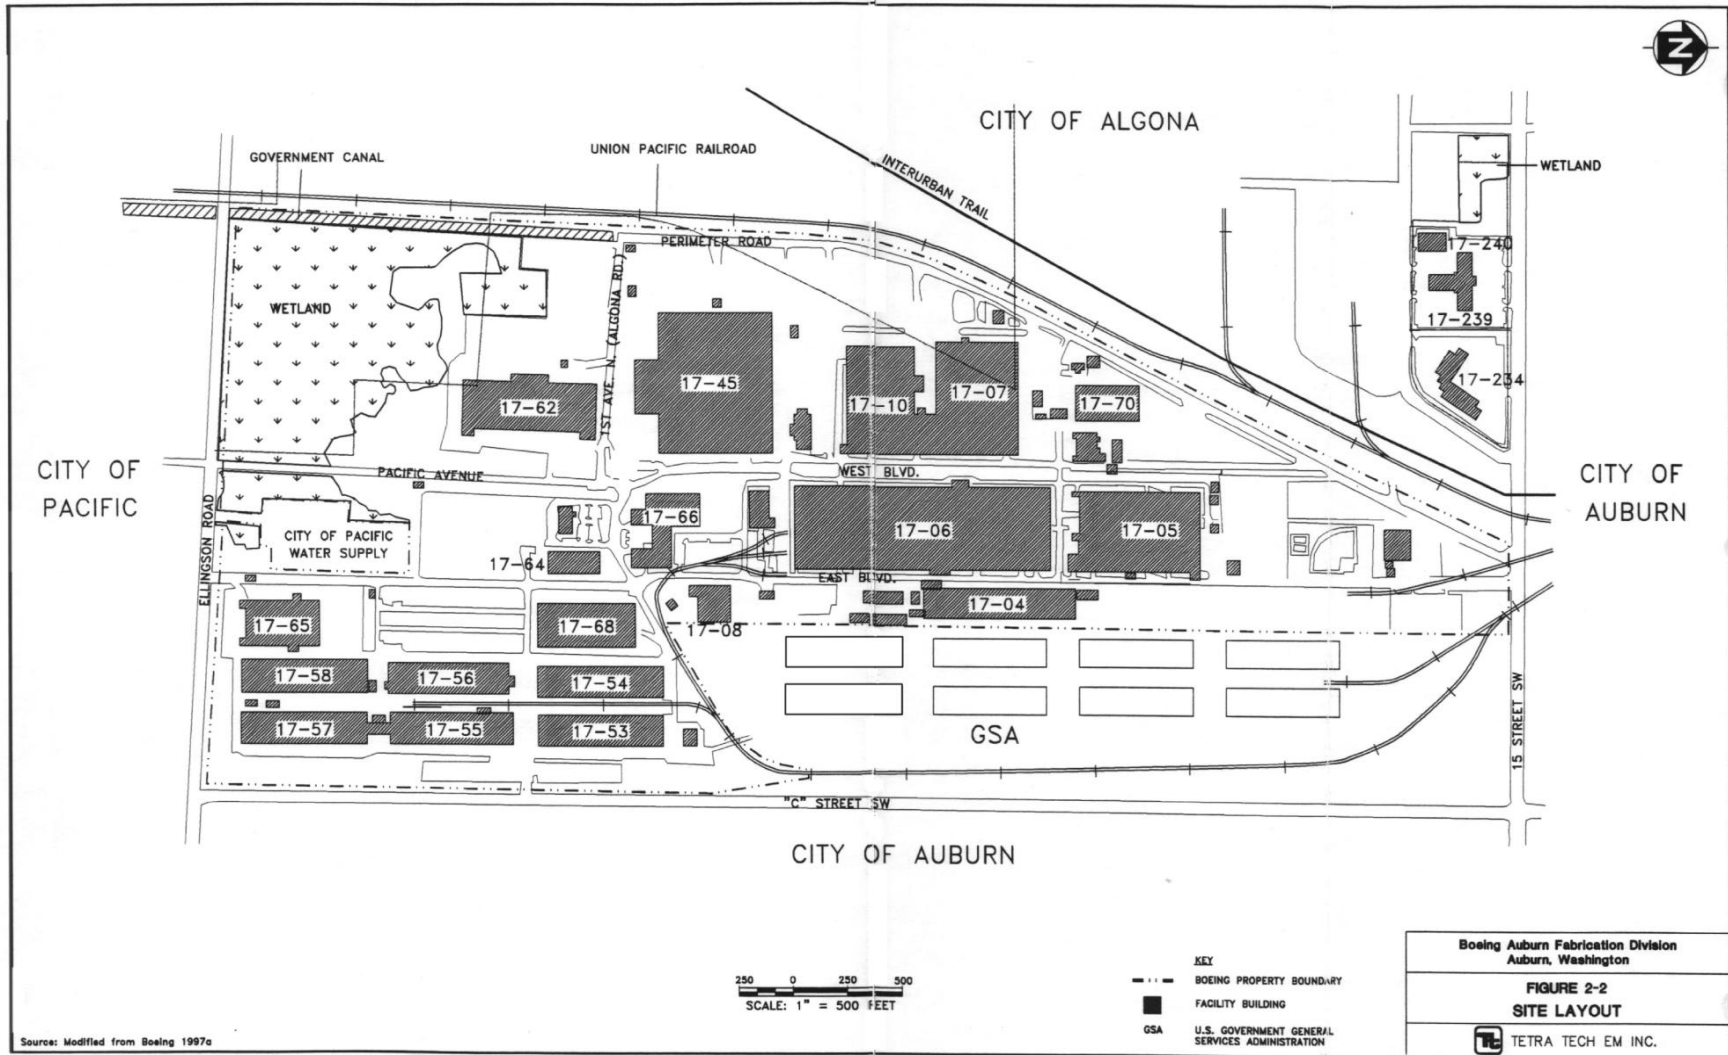 N
CITY OF ALGONA
GOVERNMENT CANAL
UNION PACIFIC RAILROAD
INTERURBAN TRAIL
WETLAND
PERIMETER ROAD
17-240
17-239
17-234
WETLAND
1ST AVE. N. (ALGONA RD.)
17-62
17-45
17-10
17-07
17-70
CITY OF
PACIFIC
PACIFIC AVENUE
WEST BLVD.
CITY OF
AUBURN
ELLINGSON ROAD
CITY OF PACIFIC
WATER SUPPLY
17-66
17-06
17-05
17-64
EAST BLVD.
17-65
17-68
17-08
17-04
17-58
17-56
17-54
17-57
17-55
17-53
GSA
15 STREET SW
"C" STREET SW
CITY OF AUBURN
250 0 250 500
SCALE: 1" = 500 FEET
KEY
BOEING PROPERTY BOUNDARY
FACILITY BUILDING
GSA U.S. GOVERNMENT GENERAL
SERVICES ADMINISTRATION
Boeing Auburn Fabrication Division
Auburn, Washington
FIGURE 2-2
SITE LAYOUT
TETRA TECH EM INC.
Source: Modified from Boeing 1997a